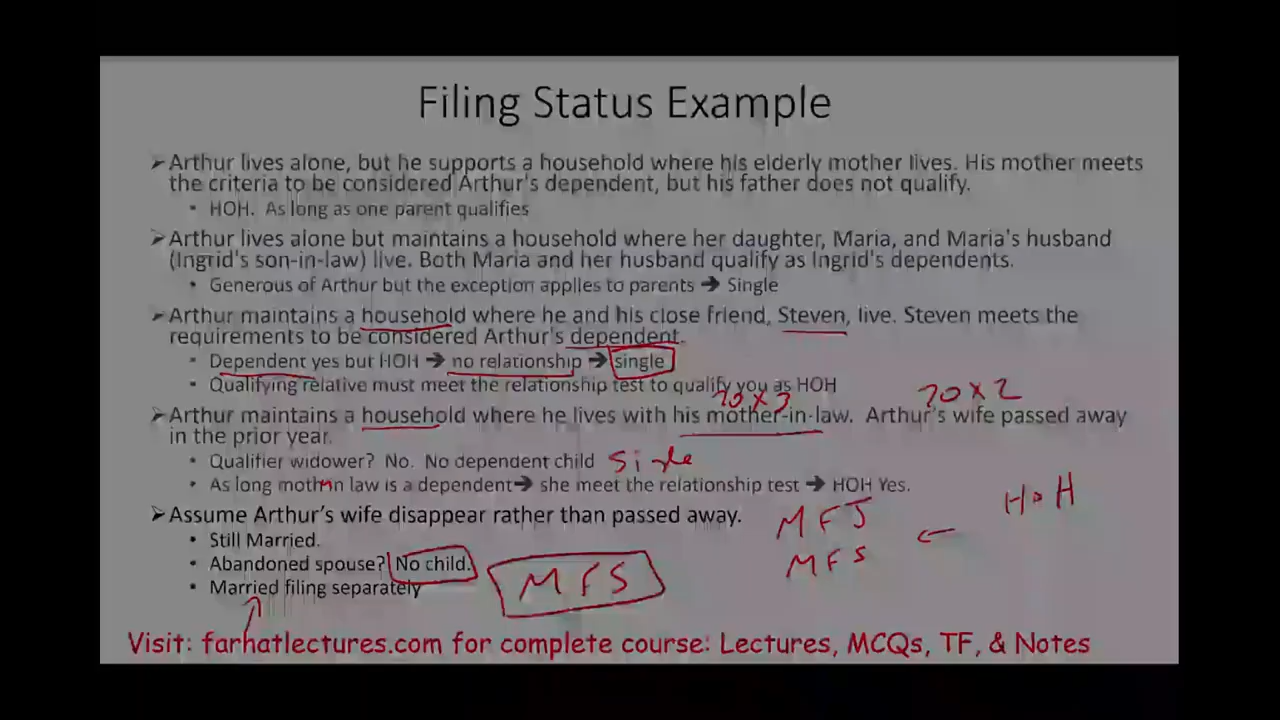 Filing Status Example
➢Arthur lives alone, but he supports a household where his elderly mother lives. His mother meets
the criteria to be considered Arthur's dependent, but his father does not qualify.
• HOH. As long as one parent qualifies
➢Arthur lives alone but maintains a household where her daughter, Maria, and Maria's husband
(Ingrid's son-in-law) live. Both Maria and her husband qualify as Ingrid's dependents.
• Generous of Arthur but the exception applies to parents ➔ Single
➢Arthur maintains a household where he and his close friend, Steven, live. Steven meets the
requirements to be considered Arthur's dependent.
• Dependent yes but HOH ➔ no relationship ➔ single
• Qualifying relative must meet the relationship test to qualify you as HOH
20 X 3 20 X 2
➢Arthur maintains a household where he lives with his mother-in-law. Arthur's wife passed away
in the prior year.
• Qualifier widower? No. No dependent child Single
• As long moth in law is a dependent➔ she meet the relationship test ➔ HOH Yes.
HOH
➢Assume Arthur's wife disappear rather than passed away. MFJ
• Still Married.
• Abandoned spouse? No child. MFS
• Married filing separately MFS
Visit: farhatlectures.com for complete course: Lectures, MCQs, TF, & Notes